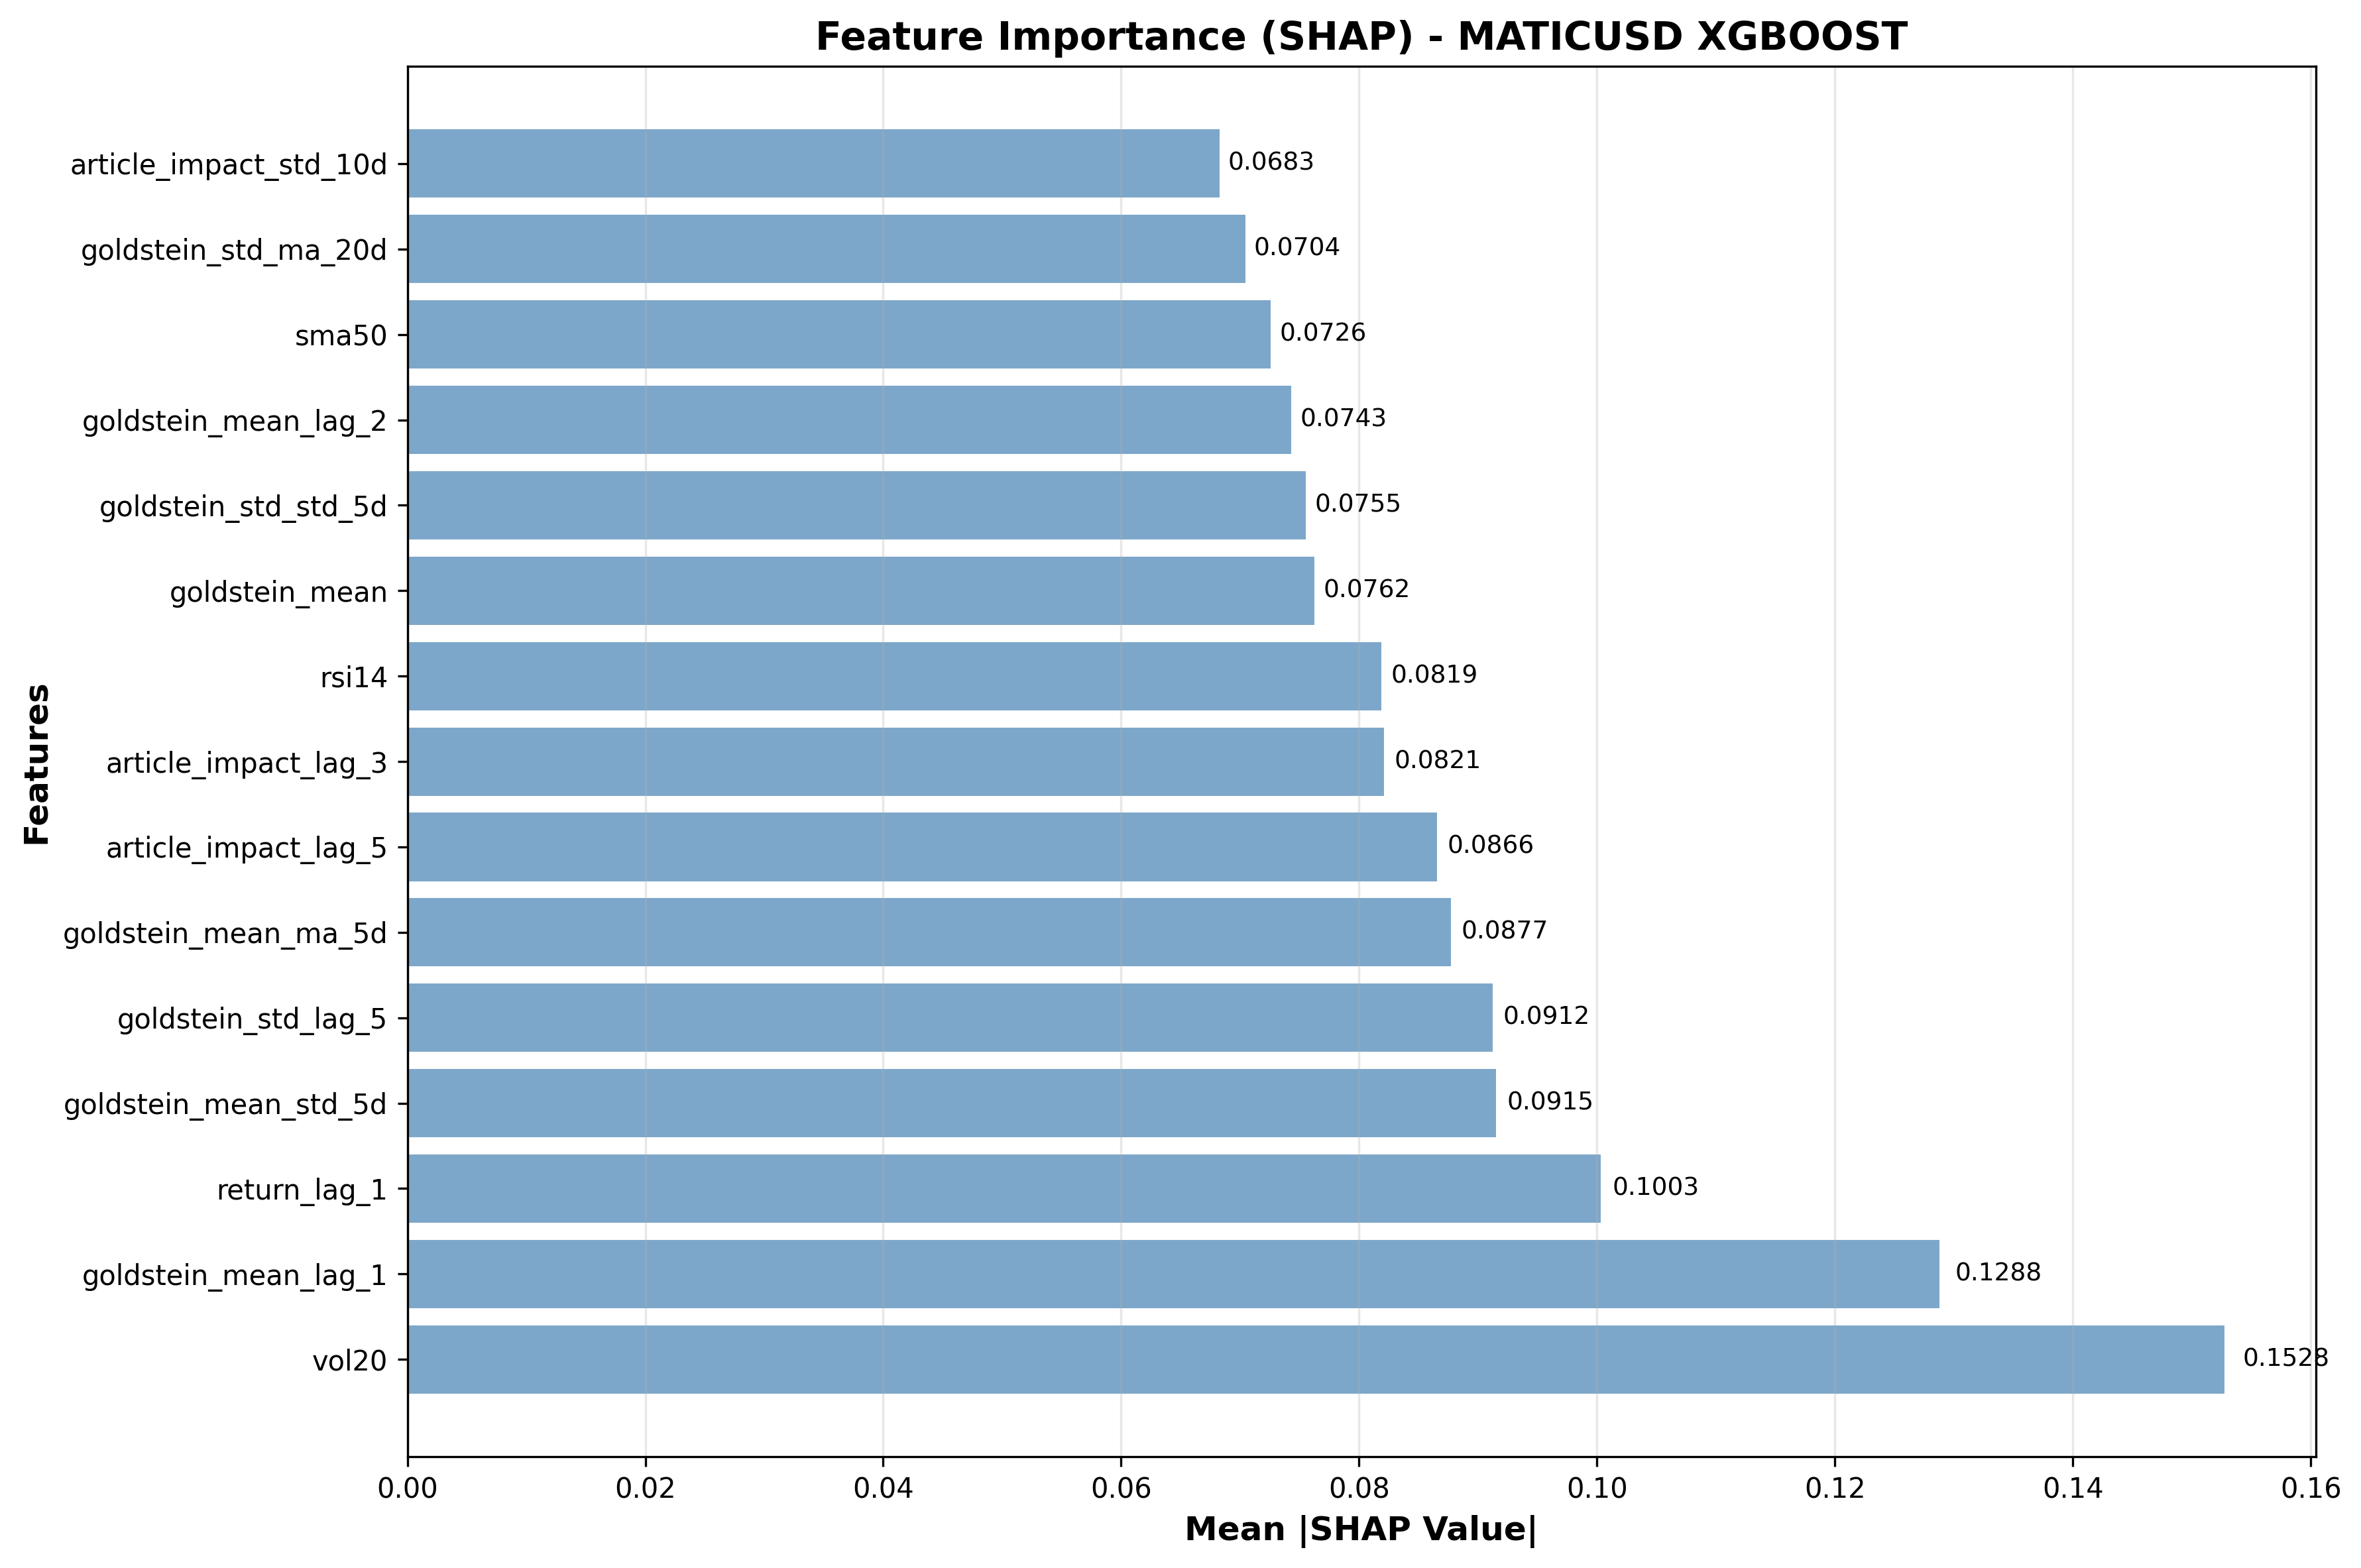 Feature Importance (SHAP) - MATICUSD XGBOOST
Features
article_impact_std_10d 0.0683
goldstein_std_ma_20d 0.0704
sma50 0.0726
goldstein_mean_lag_2 0.0743
goldstein_std_std_5d 0.0755
goldstein_mean 0.0762
rsi14 0.0819
article_impact_lag_3 0.0821
article_impact_lag_5 0.0866
goldstein_mean_ma_5d 0.0877
goldstein_std_lag_5 0.0912
goldstein_mean_std_5d 0.0915
return_lag_1 0.1003
goldstein_mean_lag_1 0.1288
vol20 0.1528
0.00 0.02 0.04 0.06 0.08 0.10 0.12 0.14 0.16
Mean |SHAP Value|